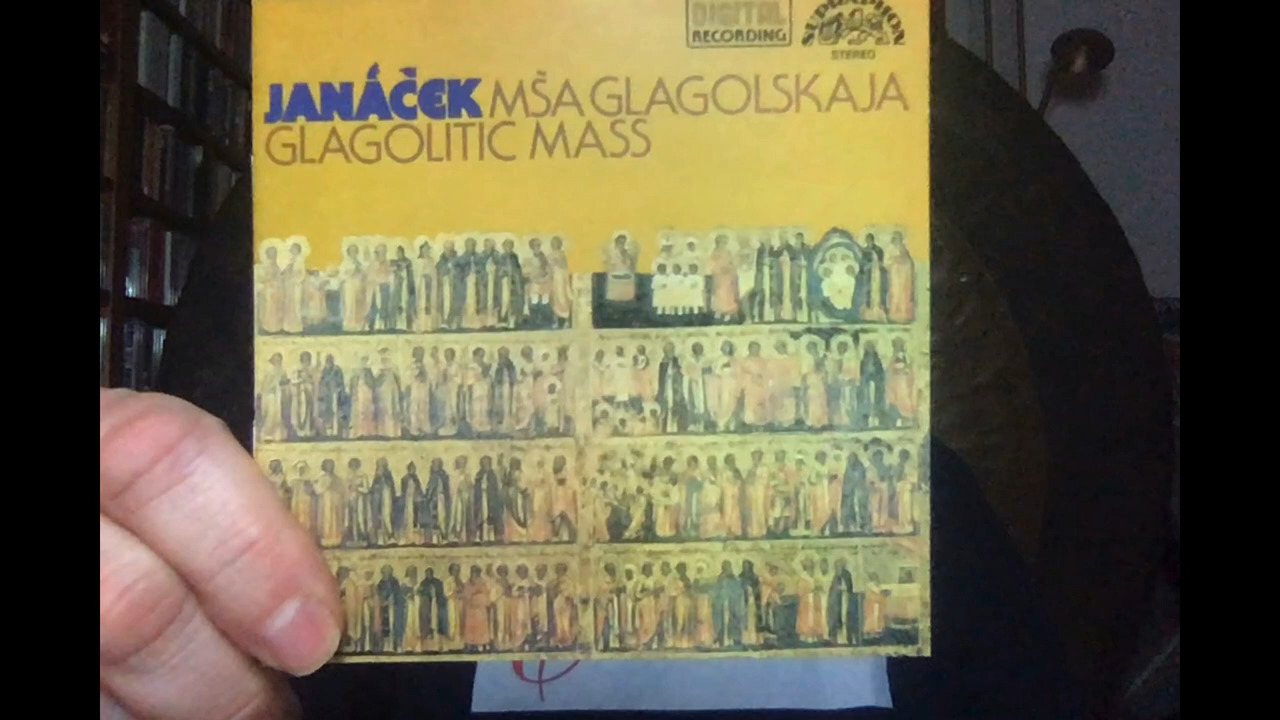 DIGITAL
RECORDING
SUPRAPHON
STEREO
JANÁČEK MŠA GLAGOLSKAJA
GLAGOLITIC MASS